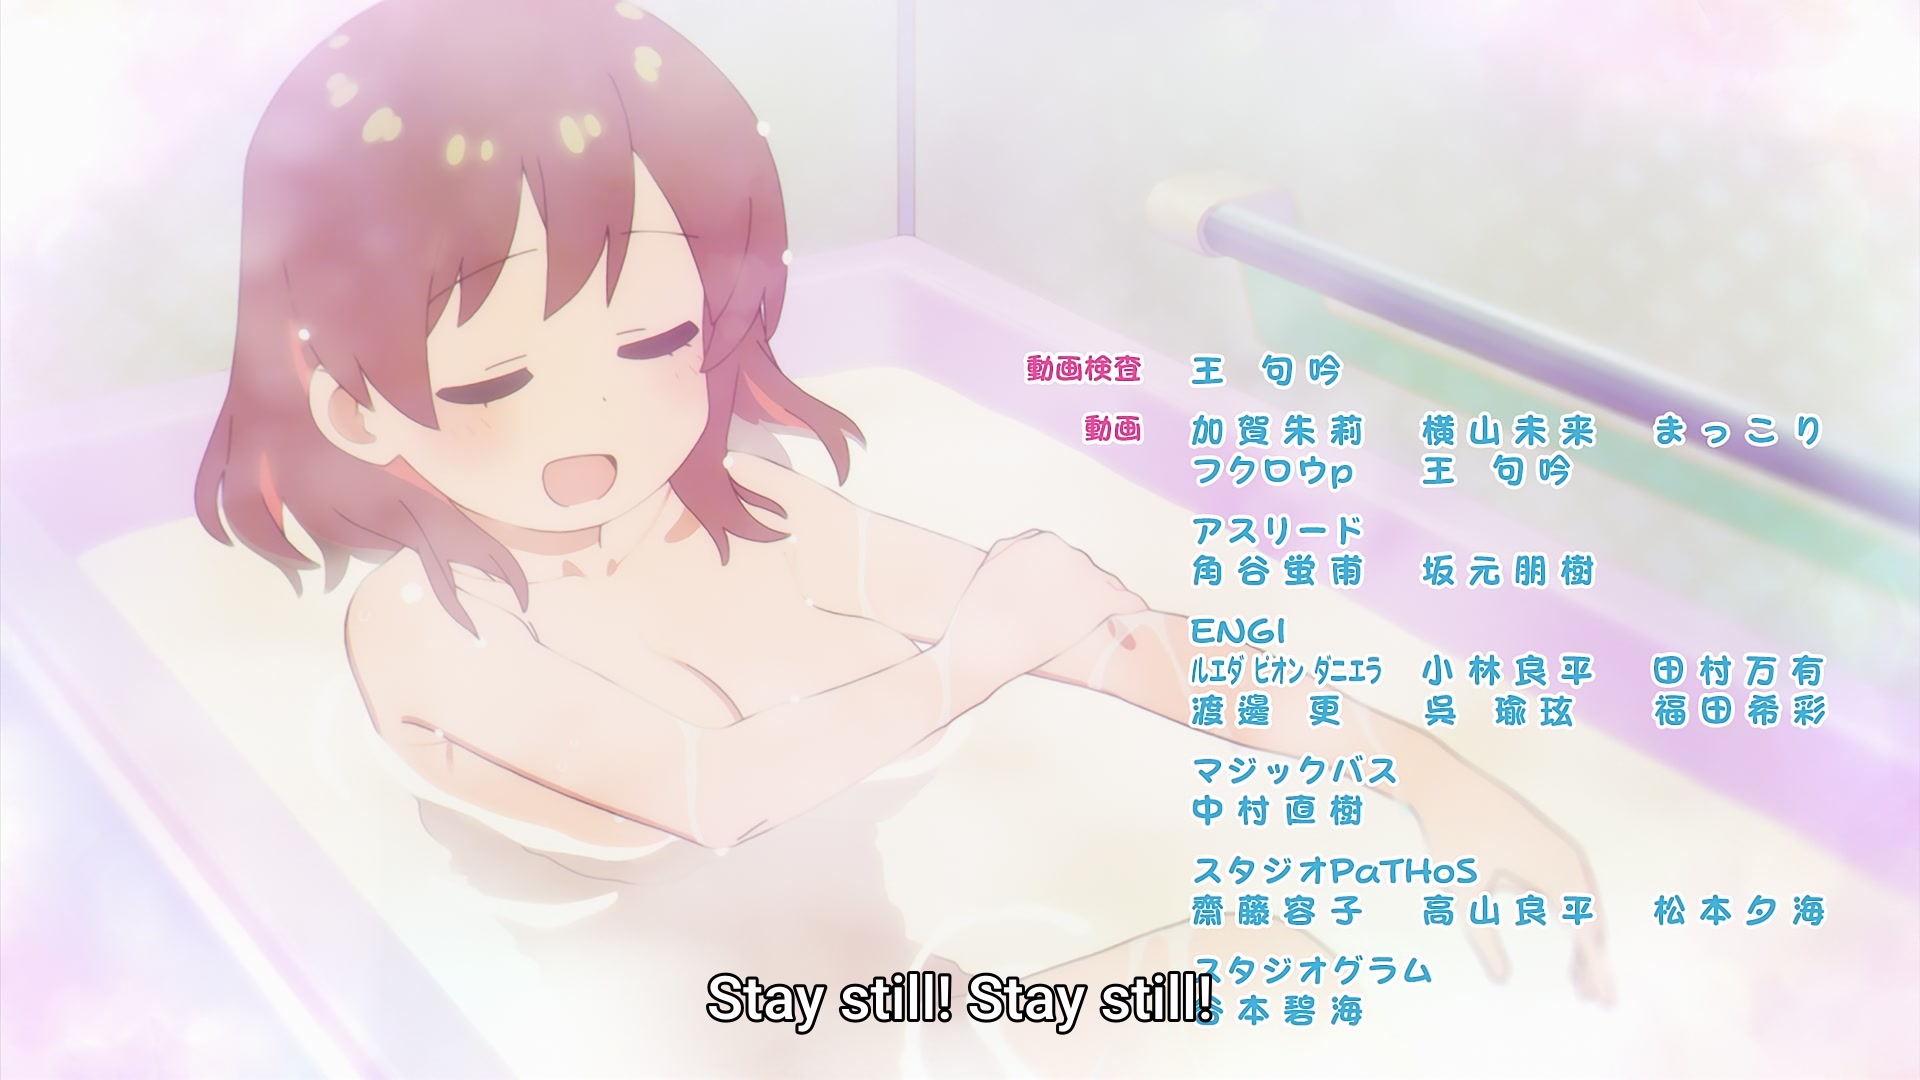 動画検査 王 句吟
動画 加賀朱莉 横山未来 まっこり
フクロウp 王 句吟
アスリード
角谷蛍甫 坂元朋樹
ENGI
ルエダ ビオン ダニエラ 小林良平 田村万有
渡邊 更 呉 瑜玹 福田希彩
マジックバス
中村直樹
スタジオPaTHoS
齋藤容子 高山良平 松本夕海
スタジオグラム
谷本碧海
Stay still! Stay still!